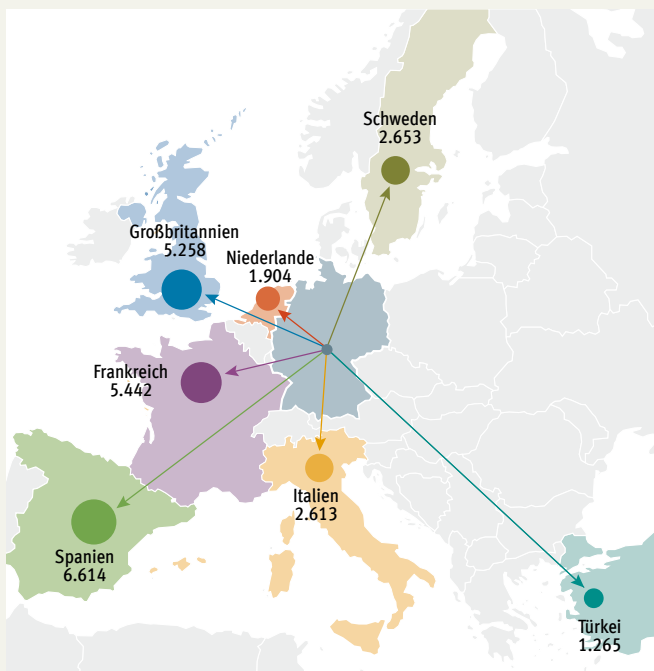 Schweden
2.653
Großbritannien
5.258
Niederlande
1.904
Frankreich
5.442
Italien
2.613
Spanien
6.614
Türkei
1.265